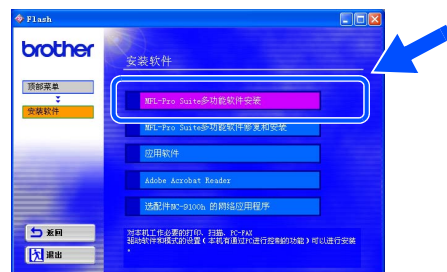 Flash
brother
安装软件
顶部菜单
安装软件
MFL-Pro Suite多功能软件安装
MFL-Pro Suite多功能软件修复和安装
应用软件
Adobe Acrobat Reader
选配件NC-9100h 的网络应用程序
返回
退出
对本机工作必要的打印、扫描、PC-FAX
驱动软件和模式的设置(本机有通过PC进行控制的功能)可以进行安装
。